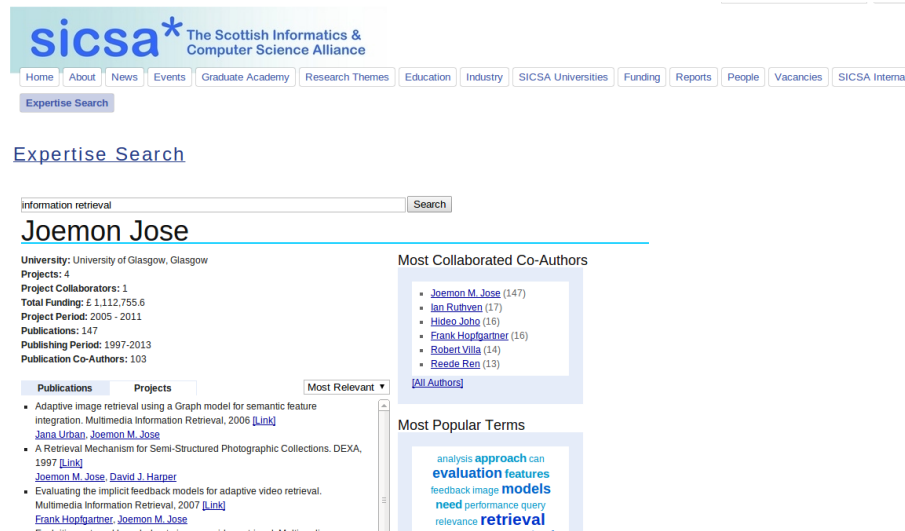 sicsa* The Scottish Informatics &
Computer Science Alliance
Home About News Events Graduate Academy Research Themes Education Industry SICSA Universities Funding Reports People Vacancies SICSA Interna
Expertise Search
Expertise Search
information retrieval Search
Joemon Jose
University: University of Glasgow, Glasgow
Projects: 4
Project Collaborators: 1
Total Funding: £ 1,112,755.6
Project Period: 2005 - 2011
Publications: 147
Publishing Period: 1997-2013
Publication Co-Authors: 103
Publications Projects Most Relevant
Adaptive image retrieval using a Graph model for semantic feature
integration. Multimedia Information Retrieval, 2006 [Link]
Jana Urban, Joemon M. Jose
A Retrieval Mechanism for Semi-Structured Photographic Collections. DEXA,
1997 [Link]
Joemon M. Jose, David J. Harper
Evaluating the implicit feedback models for adaptive video retrieval.
Multimedia Information Retrieval, 2007 [Link]
Frank Hopfgartner, Joemon M. Jose
Most Collaborated Co-Authors
Joemon M. Jose (147)
Ian Ruthven (17)
Hideo Joho (16)
Frank Hopfgartner (16)
Robert Villa (14)
Reede Ren (13)
[All Authors]
Most Popular Terms
analysis approach can
evaluation features
feedback image models
need performance query
relevance retrieval